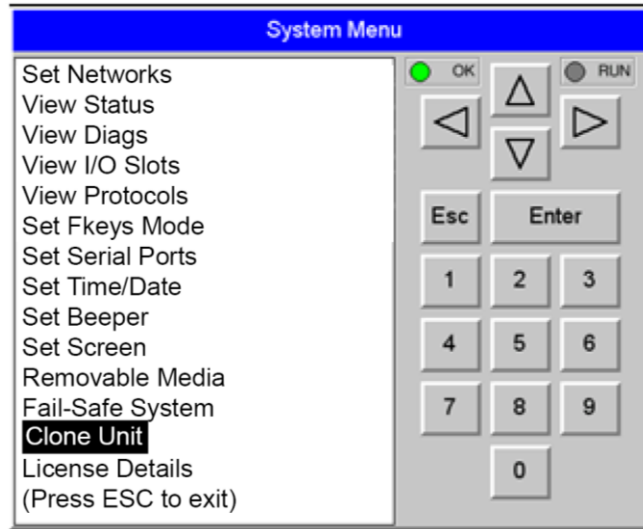 System Menu
Set Networks
View Status
View Diags
View I/O Slots
View Protocols
Set Fkeys Mode
Set Serial Ports
Set Time/Date
Set Beeper
Set Screen
Removable Media
Fail-Safe System
Clone Unit
License Details
(Press ESC to exit)
OK RUN
Esc Enter
1 2 3
4 5 6
7 8 9
0